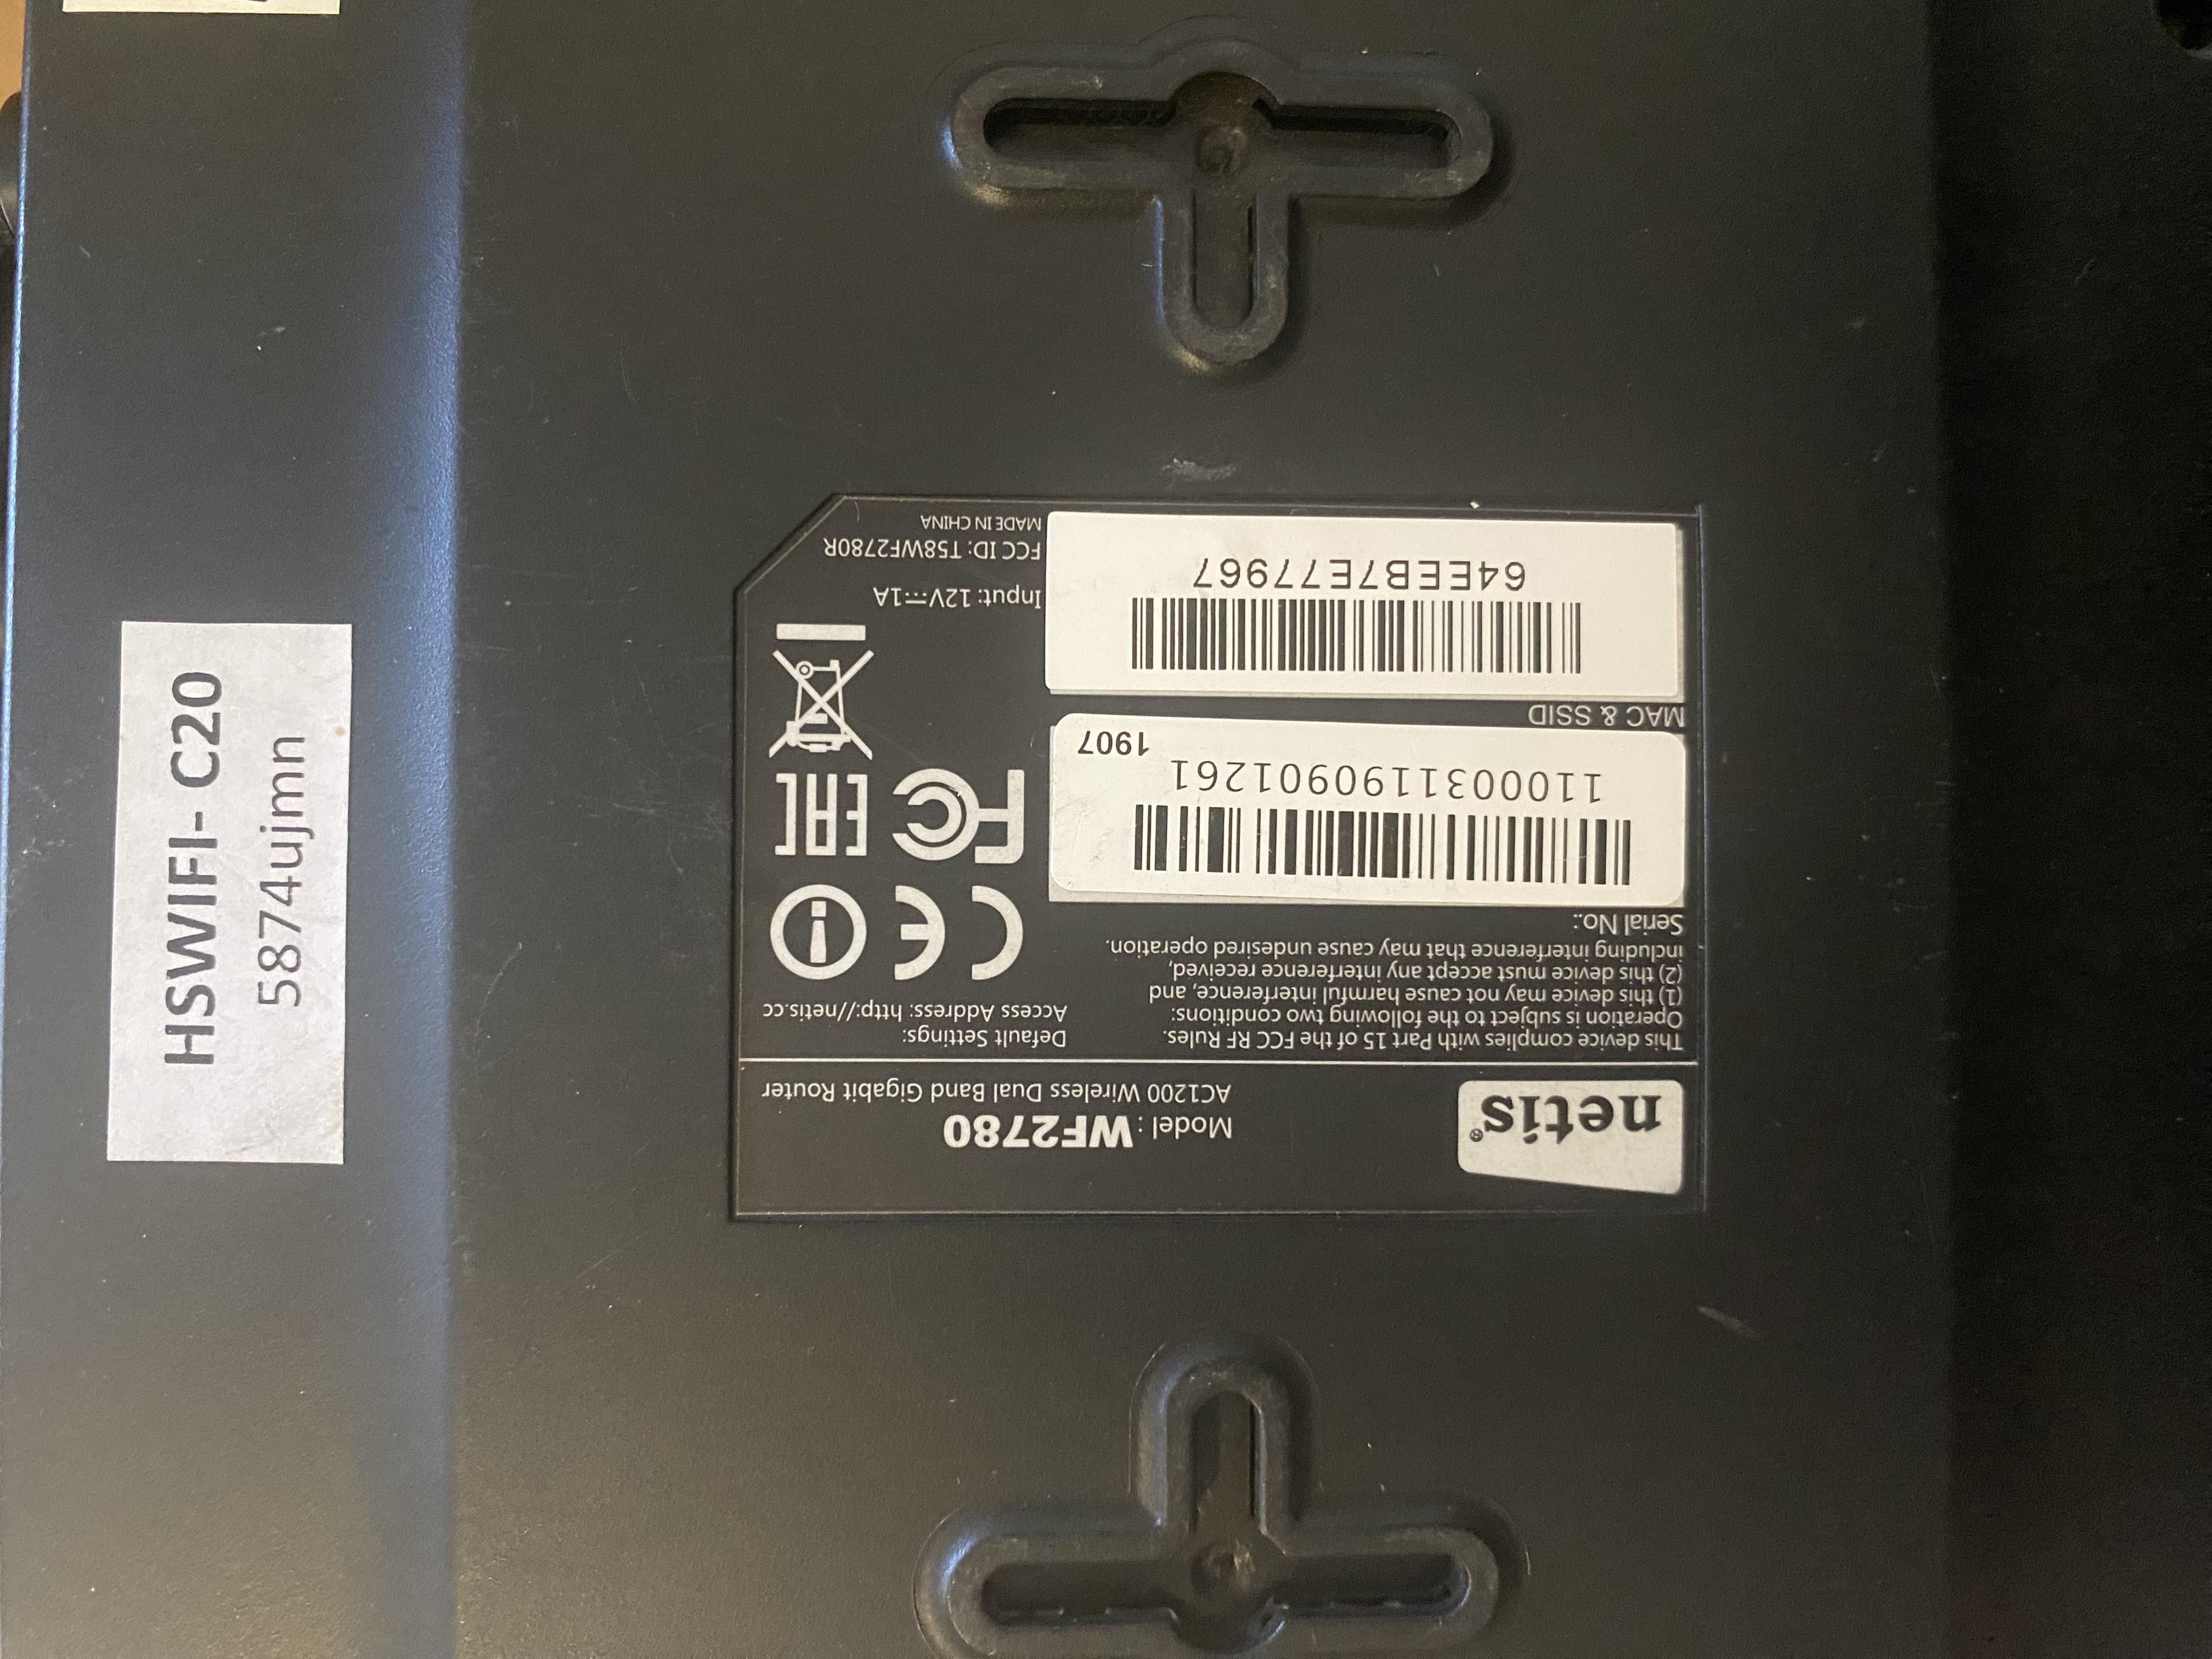 HSWIFI- C20
5874ujmn
netis®
Model : WF2780
AC1200 Wireless Dual Band Gigabit Router
This device complies with Part 15 of the FCC RF Rules.
Operation is subject to the following two conditions:
(1) this device may not cause harmful interference, and
(2) this device must accept any interference received,
including interference that may cause undesired operation.
Default Settings:
Access Address: http://netis.cc
Serial No.:
1100031190901261
1907
MAC & SSID
64EEB7E77967
CE
FC
EAC
Input: 12V⎓1A
FCC ID: T58WF2780R
MADE IN CHINA